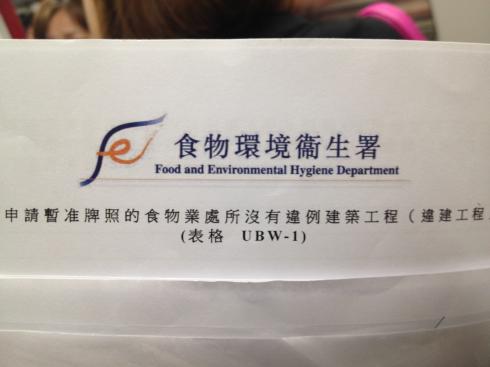 食物環境衞生署
Food and Environmental Hygiene Department
申請暫准牌照的食物業處所沒有違例建築工程（違建工程
(表格 UBW-1)